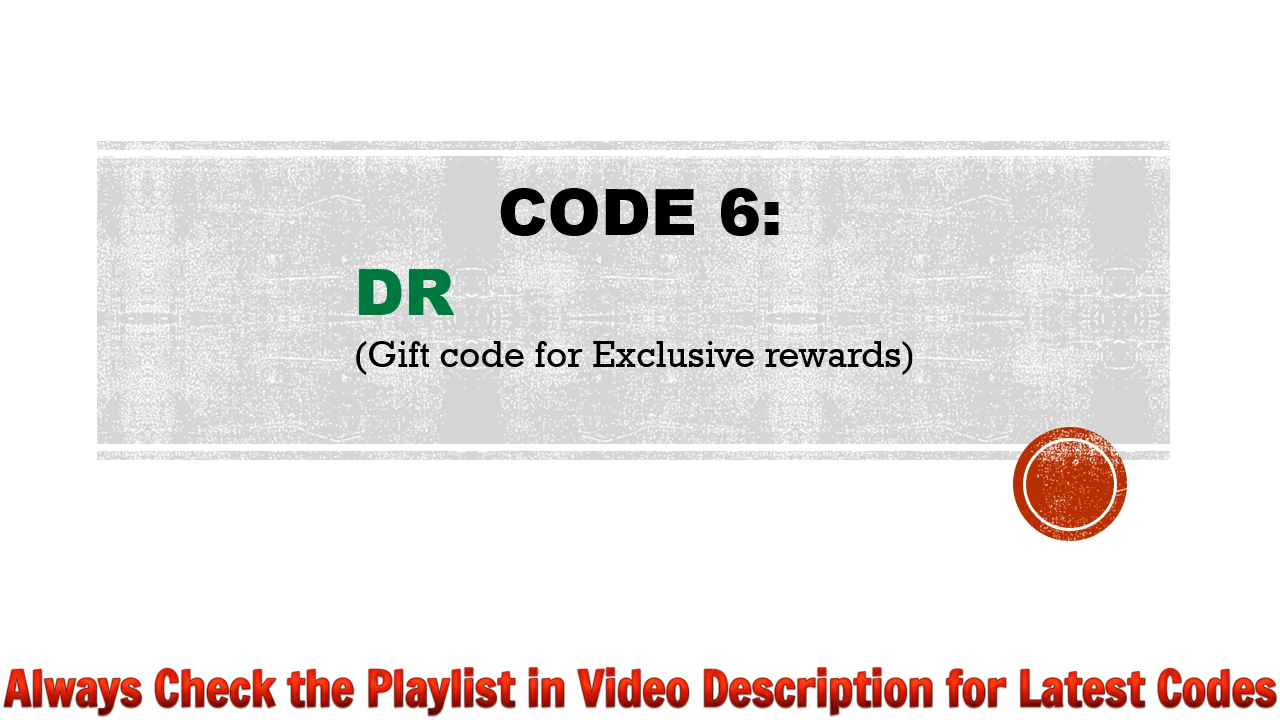 CODE 6:
DR
(Gift code for Exclusive rewards)
Always Check the Playlist in Video Description for Latest Codes